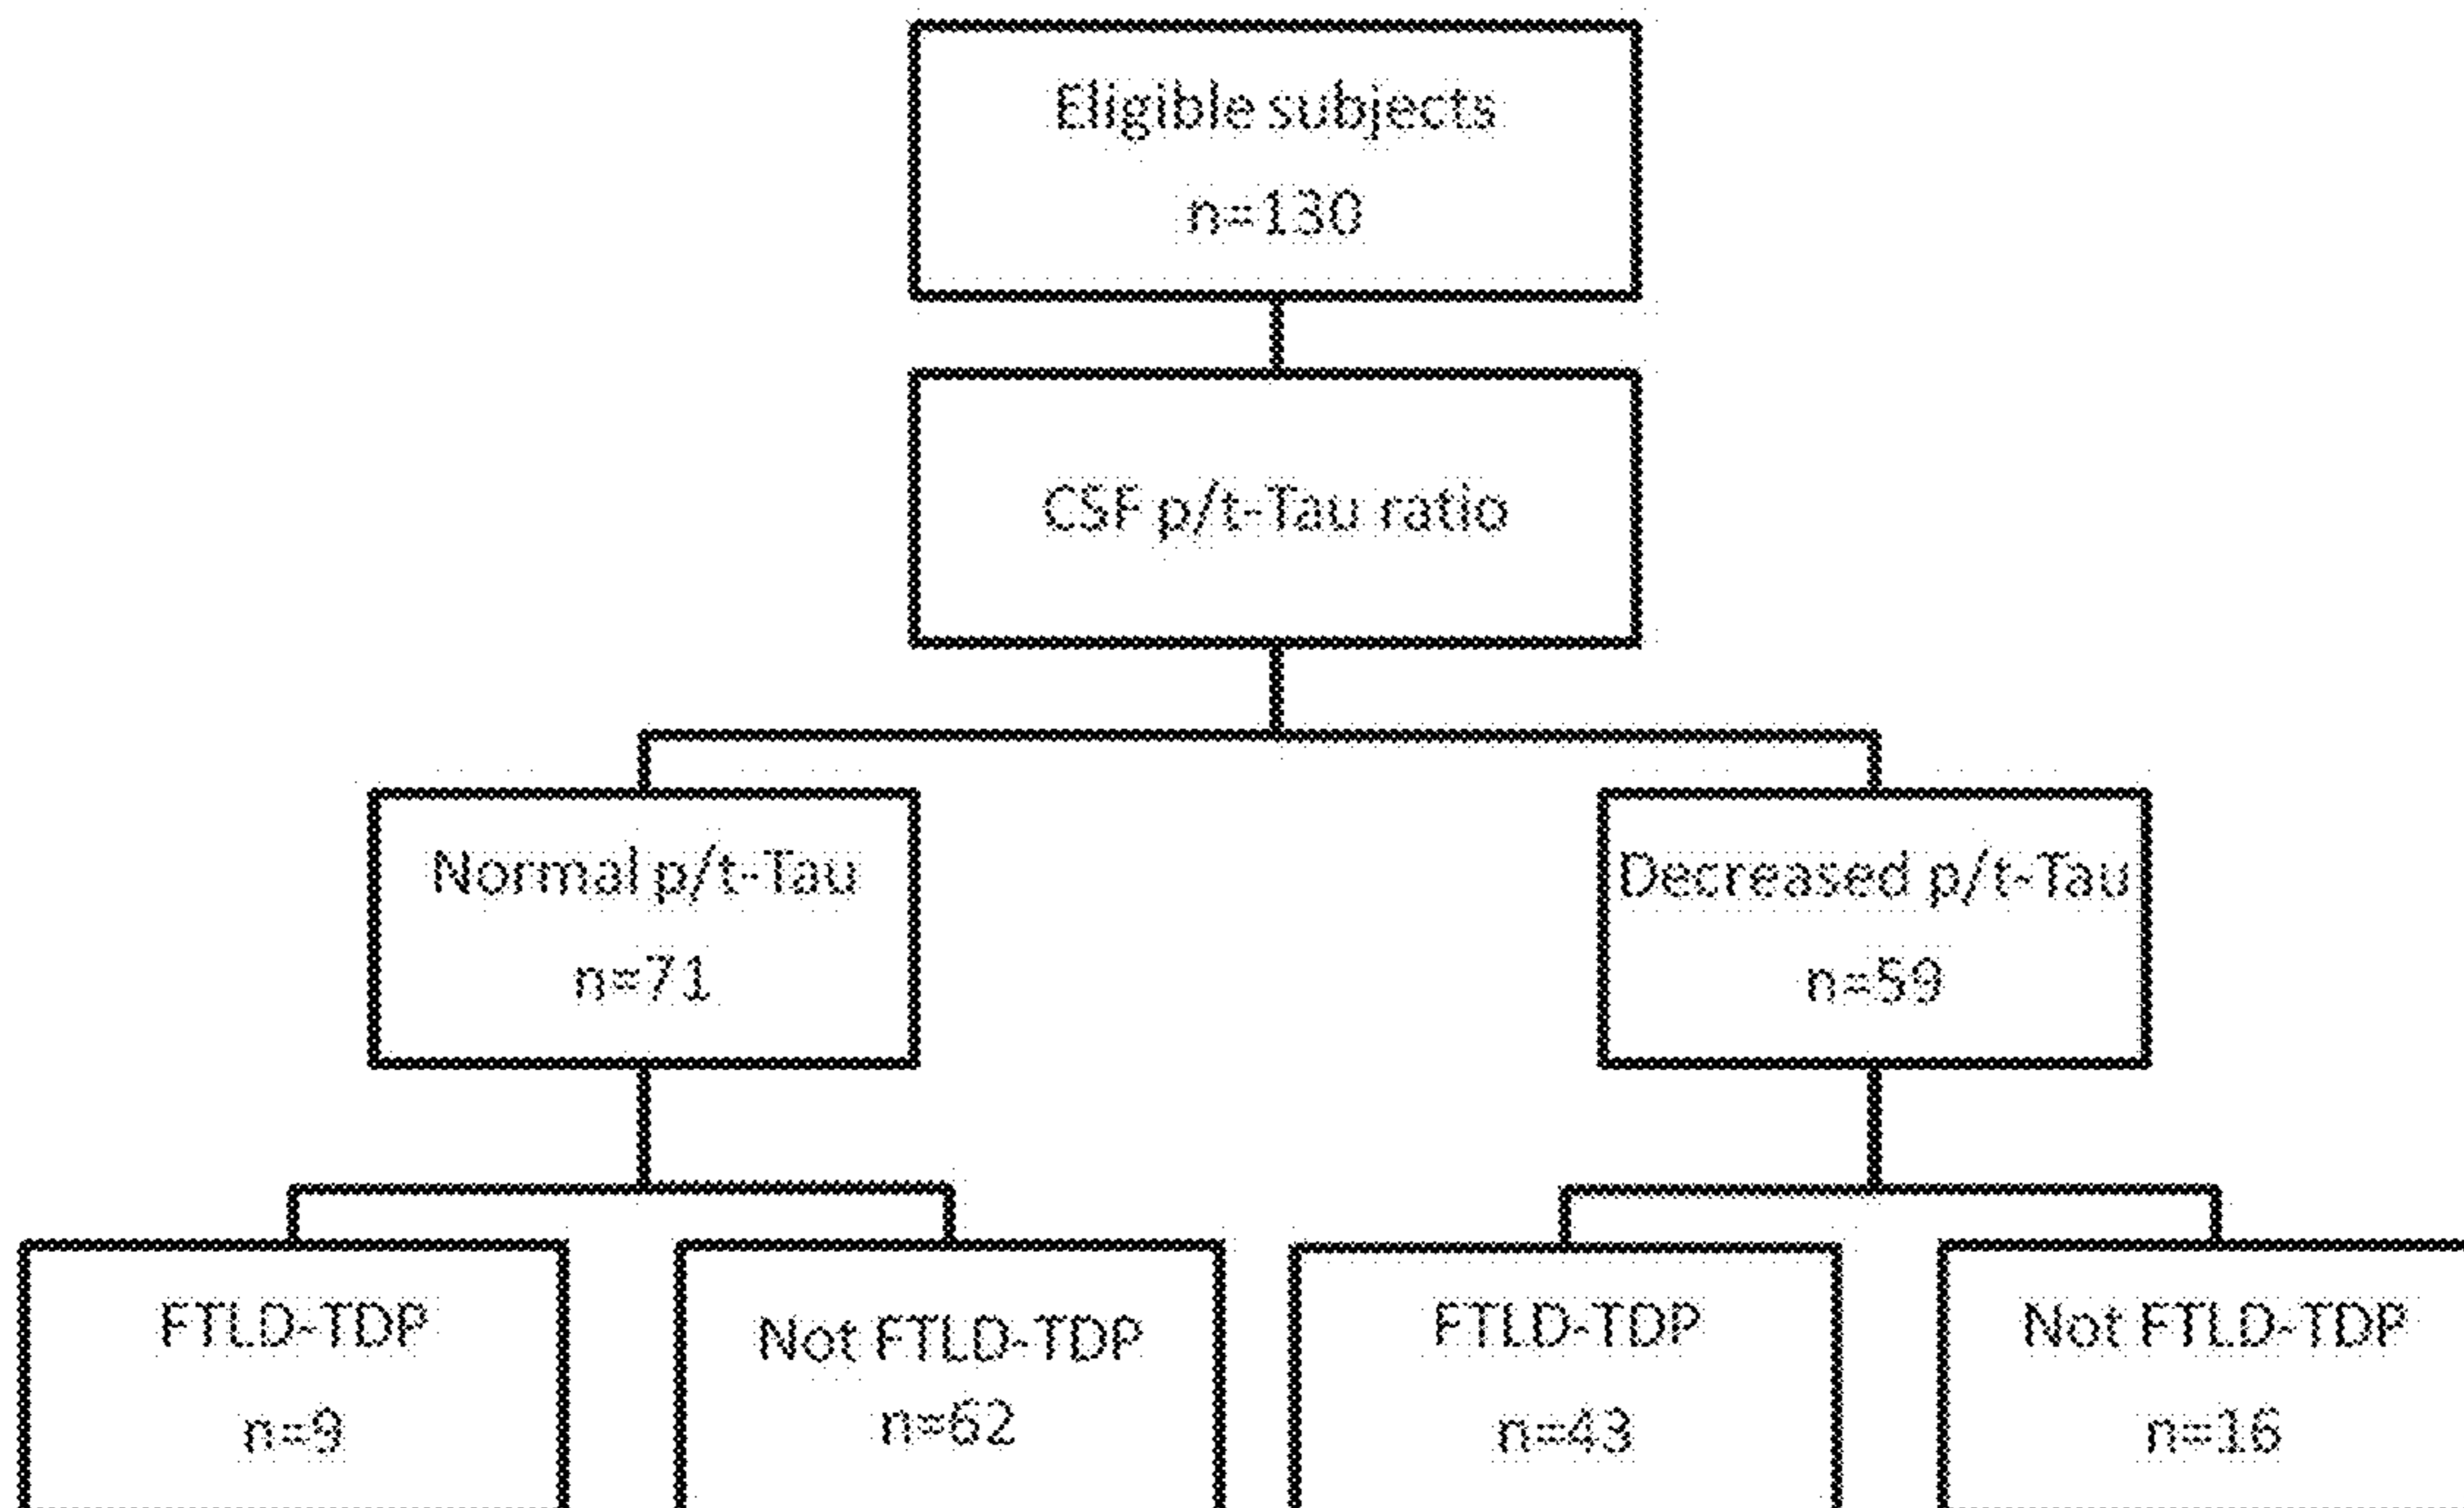 Eligible subjects
n=130
CSF p/t-Tau ratio
Normal p/t-Tau
n=71
Decreased p/t-Tau
n=59
FTLD-TDP
n=9
Not FTLD-TDP
n=62
FTLD-TDP
n=43
Not FTLD-TDP
n=16